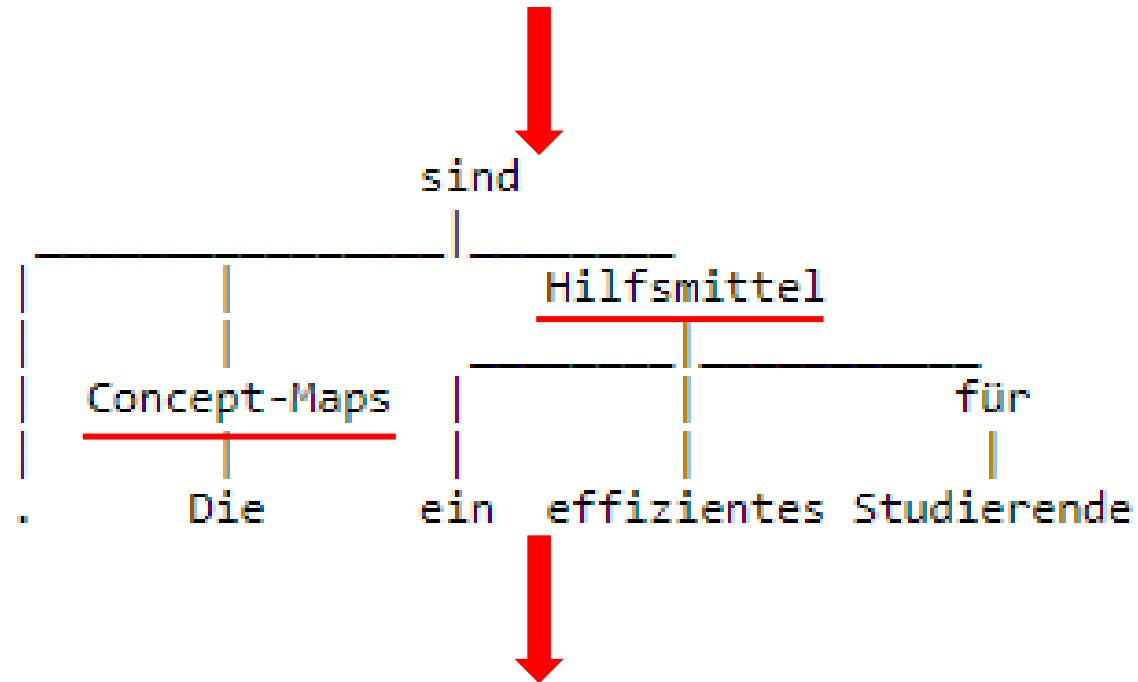 sind
Hilfsmittel
Concept-Maps für
. Die ein effizientes Studierende